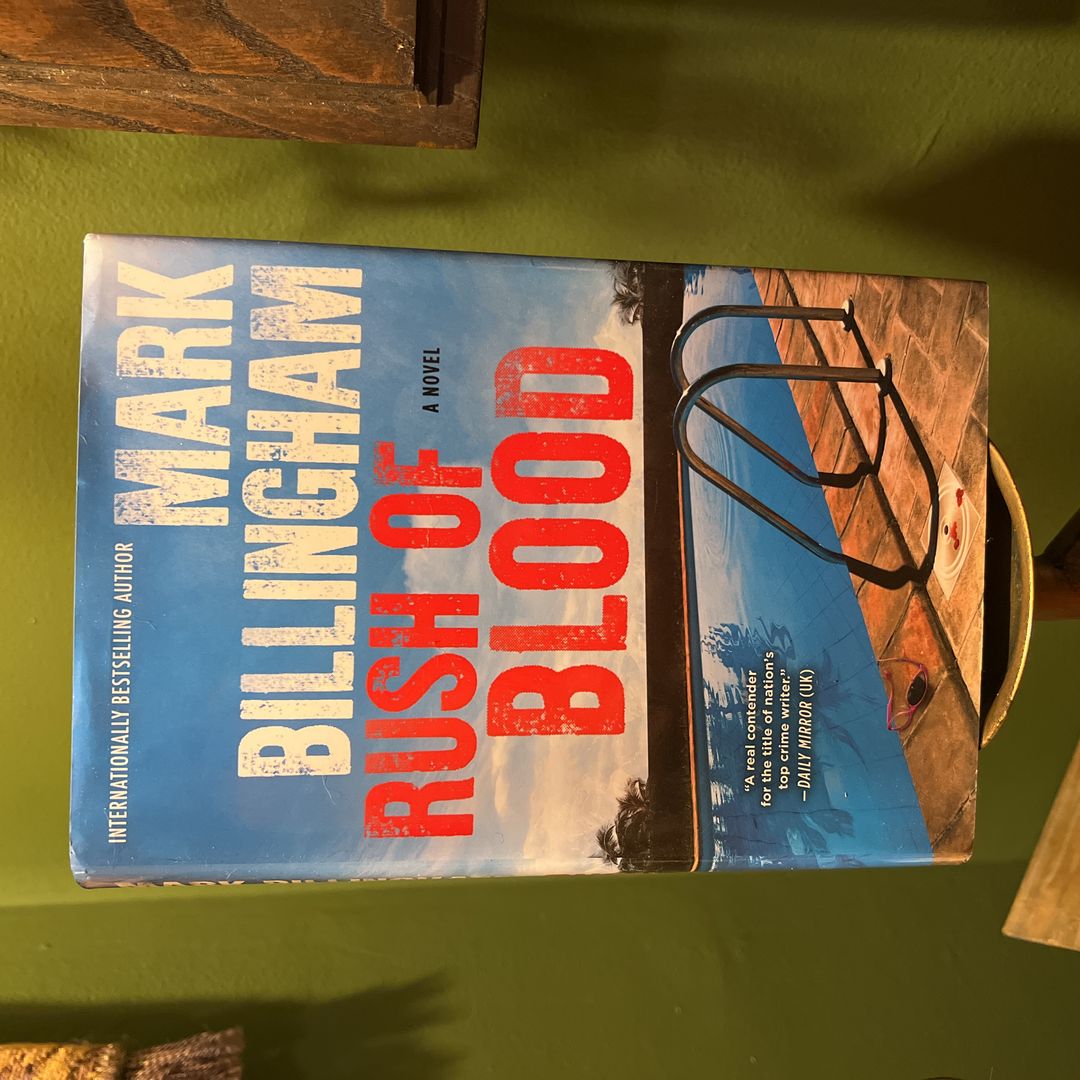 INTERNATIONALLY BESTSELLING AUTHOR
MARK
BILLINGHAM
RUSH OF
A NOVEL
BLOOD
"A real contender
for the title of nation's
top crime writer."
—DAILY MIRROR (UK)
MARK